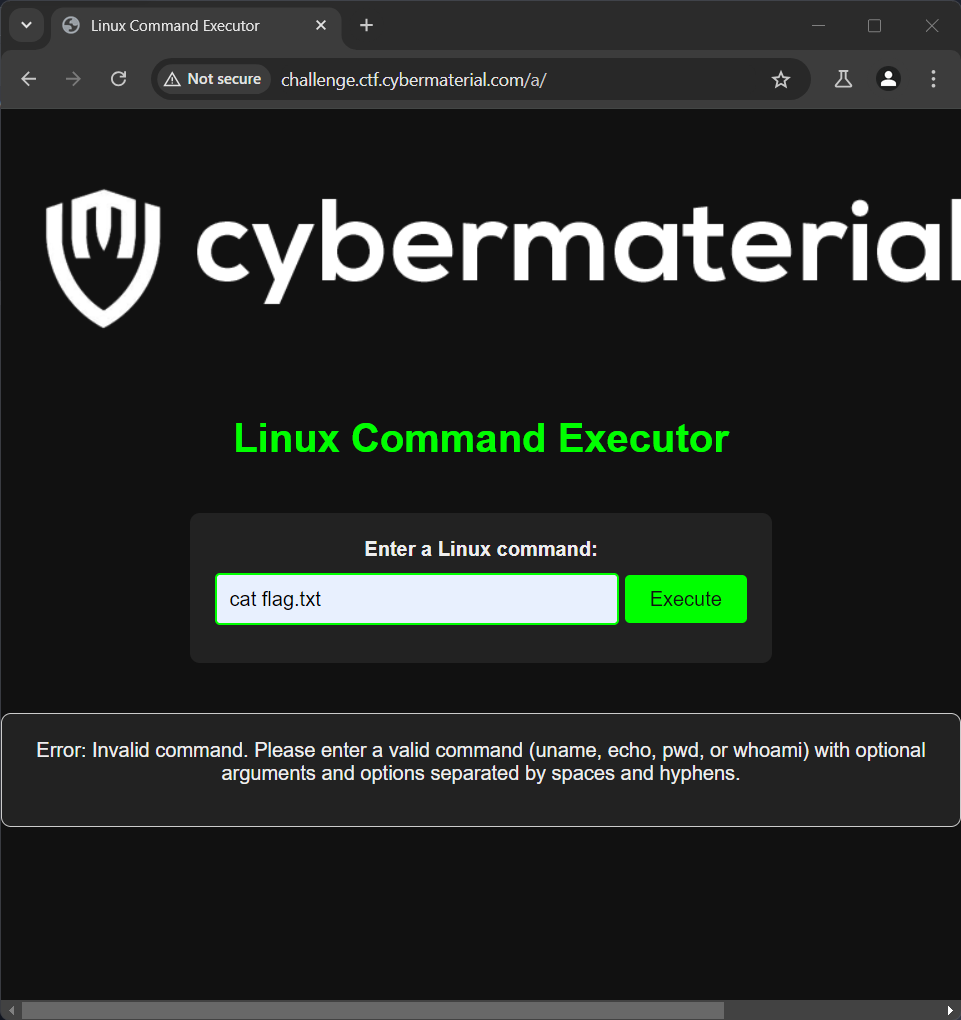 Linux Command Executor
Not secure
challenge.ctf.cybermaterial.com/a/
cybermaterial
Linux Command Executor
Enter a Linux command:
cat flag.txt
Execute
Error: Invalid command. Please enter a valid command (uname, echo, pwd, or whoami) with optional
arguments and options separated by spaces and hyphens.